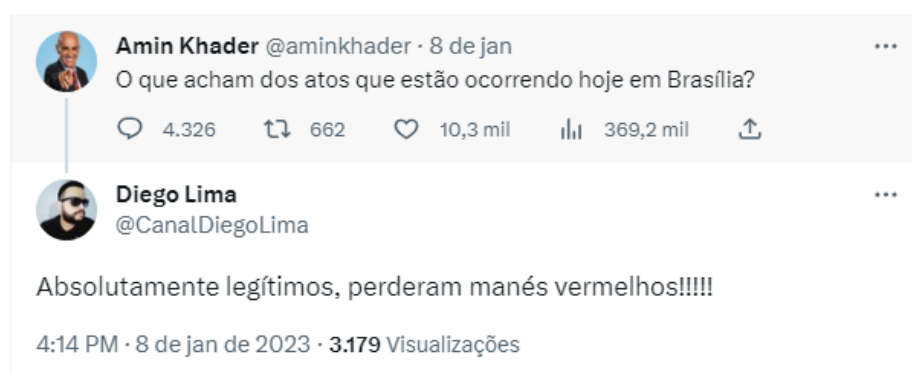 Amin Khader @aminkhader · 8 de jan
O que acham dos atos que estão ocorrendo hoje em Brasília?
4.326 662 10,3 mil 369,2 mil
Diego Lima
@CanalDiegoLima
Absolutamente legítimos, perderam manés vermelhos!!!!!
4:14 PM · 8 de jan de 2023 · 3.179 Visualizações